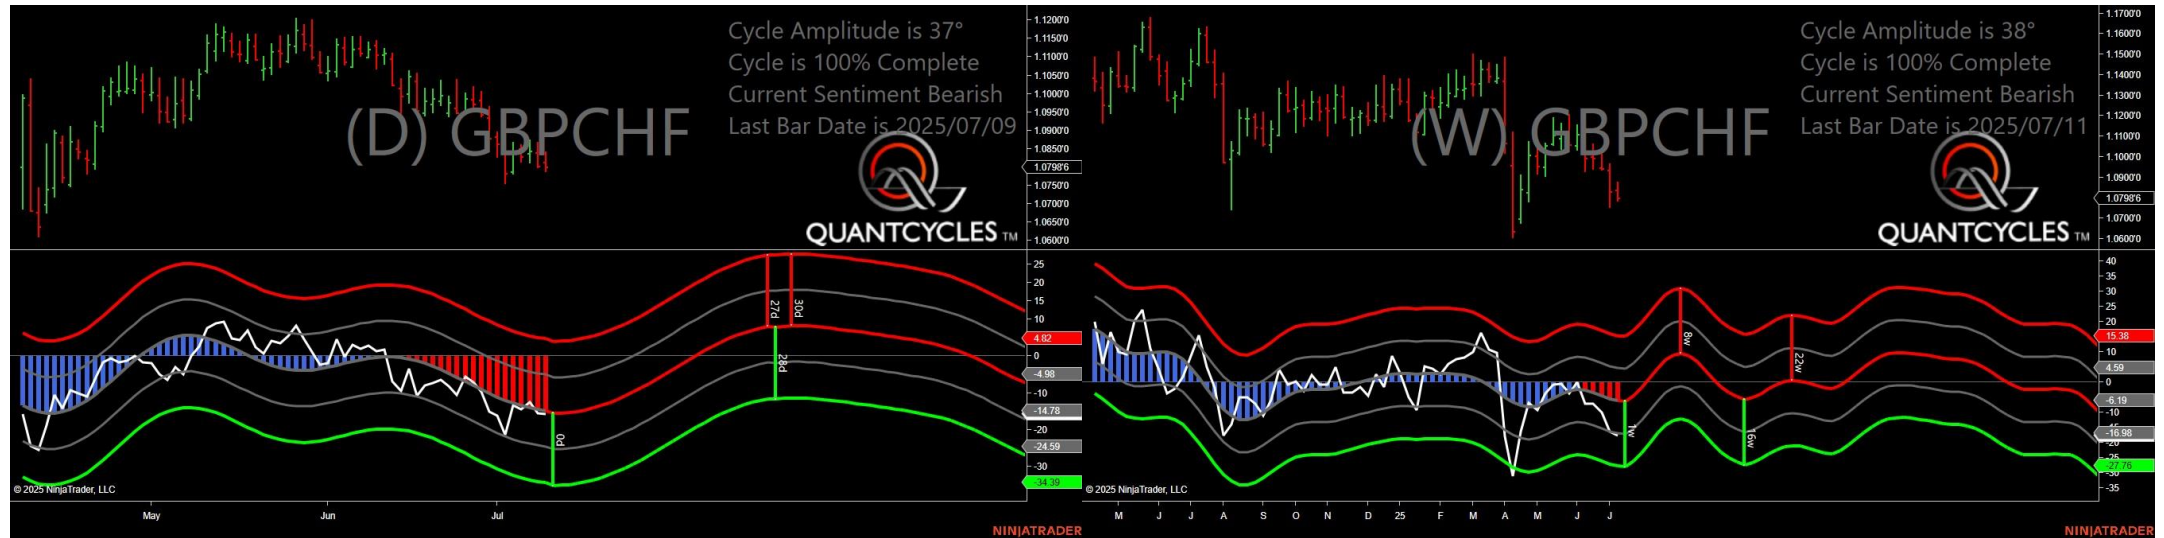 Cycle Amplitude is 37°
Cycle is 100% Complete
Current Sentiment Bearish
Last Bar Date is 2025/07/09
(D) GBPCHF
QUANTCYCLES TM
1.1200'0
1.1150'0
1.1100'0
1.1050'0
1.1000'0
1.0950'0
1.0900'0
1.0850'0
1.0798'6
1.0750'0
1.0700'0
1.0650'0
1.0600'0
25
20
15
10
4.82
0
-4.98
-10
-14.78
-20
-24.59
-30
-34.39
27d
30d
28d
0d
© 2025 NinjaTrader, LLC
May
Jun
Jul
NINJATRADER
Cycle Amplitude is 38°
Cycle is 100% Complete
Current Sentiment Bearish
Last Bar Date is 2025/07/11
(W) GBPCHF
QUANTCYCLES TM
1.1700'0
1.1600'0
1.1500'0
1.1400'0
1.1300'0
1.1200'0
1.1100'0
1.1000'0
1.0900'0
1.0798'6
1.0700'0
1.0600'0
40
35
30
25
20
15.38
10
4.59
0
-6.19
-10
-16.98
-27.76
-35
8w
22w
1w
16w
© 2025 NinjaTrader, LLC
M
J
J
A
S
O
N
D
25
F
M
A
M
J
J
NINJATRADER